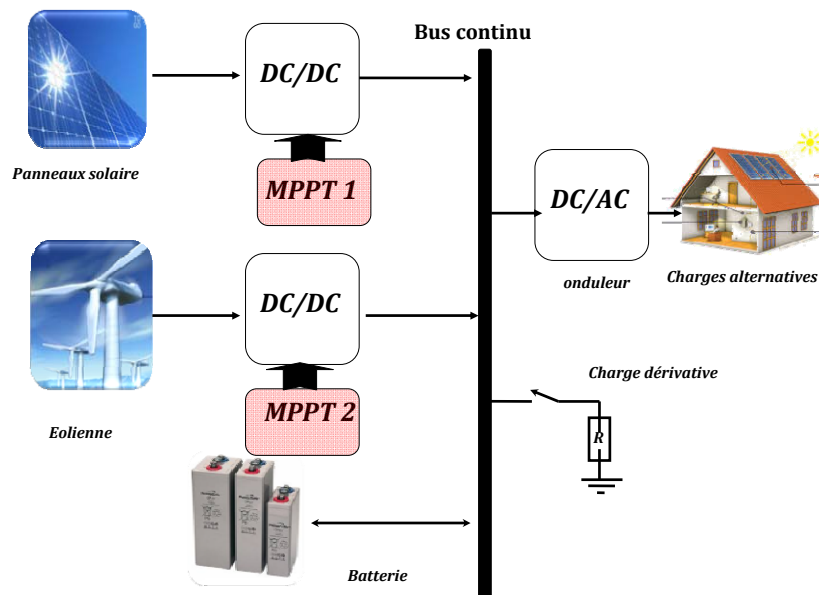 Bus continu
DC/DC
Panneaux solaire
MPPT 1
DC/AC
onduleur
Charges alternatives
DC/DC
MPPT 2
Eolienne
Charge dérivative
R
Batterie